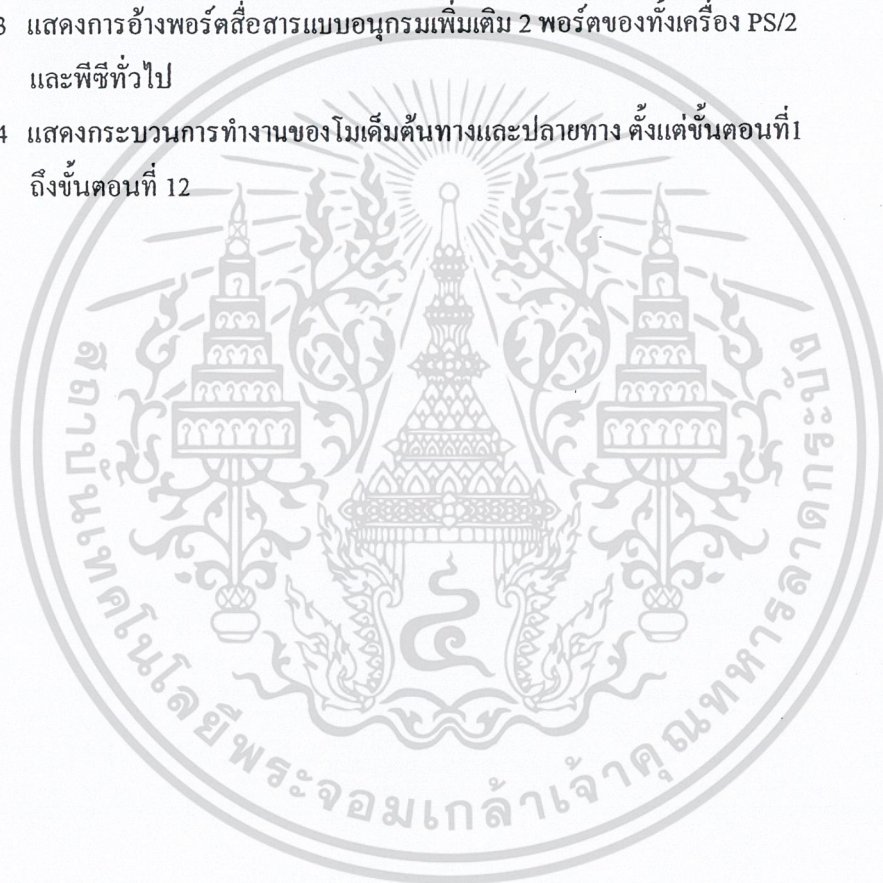 3 แสดงการอ้างพอร์ตสื่อสารแบบอนุกรมเพิ่มเติม 2 พอร์ตของทั้งเครื่อง PS/2
และพีซีทั่วไป
4 แสดงกระบวนการทำงานของโมเด็มต้นทางและปลายทาง ตั้งแต่ขั้นตอนที่1
ถึงขั้นตอนที่ 12
๔
สถาบันเทคโนโลยีพระจอมเกล้าเจ้าคุณทหารลาดกระบัง